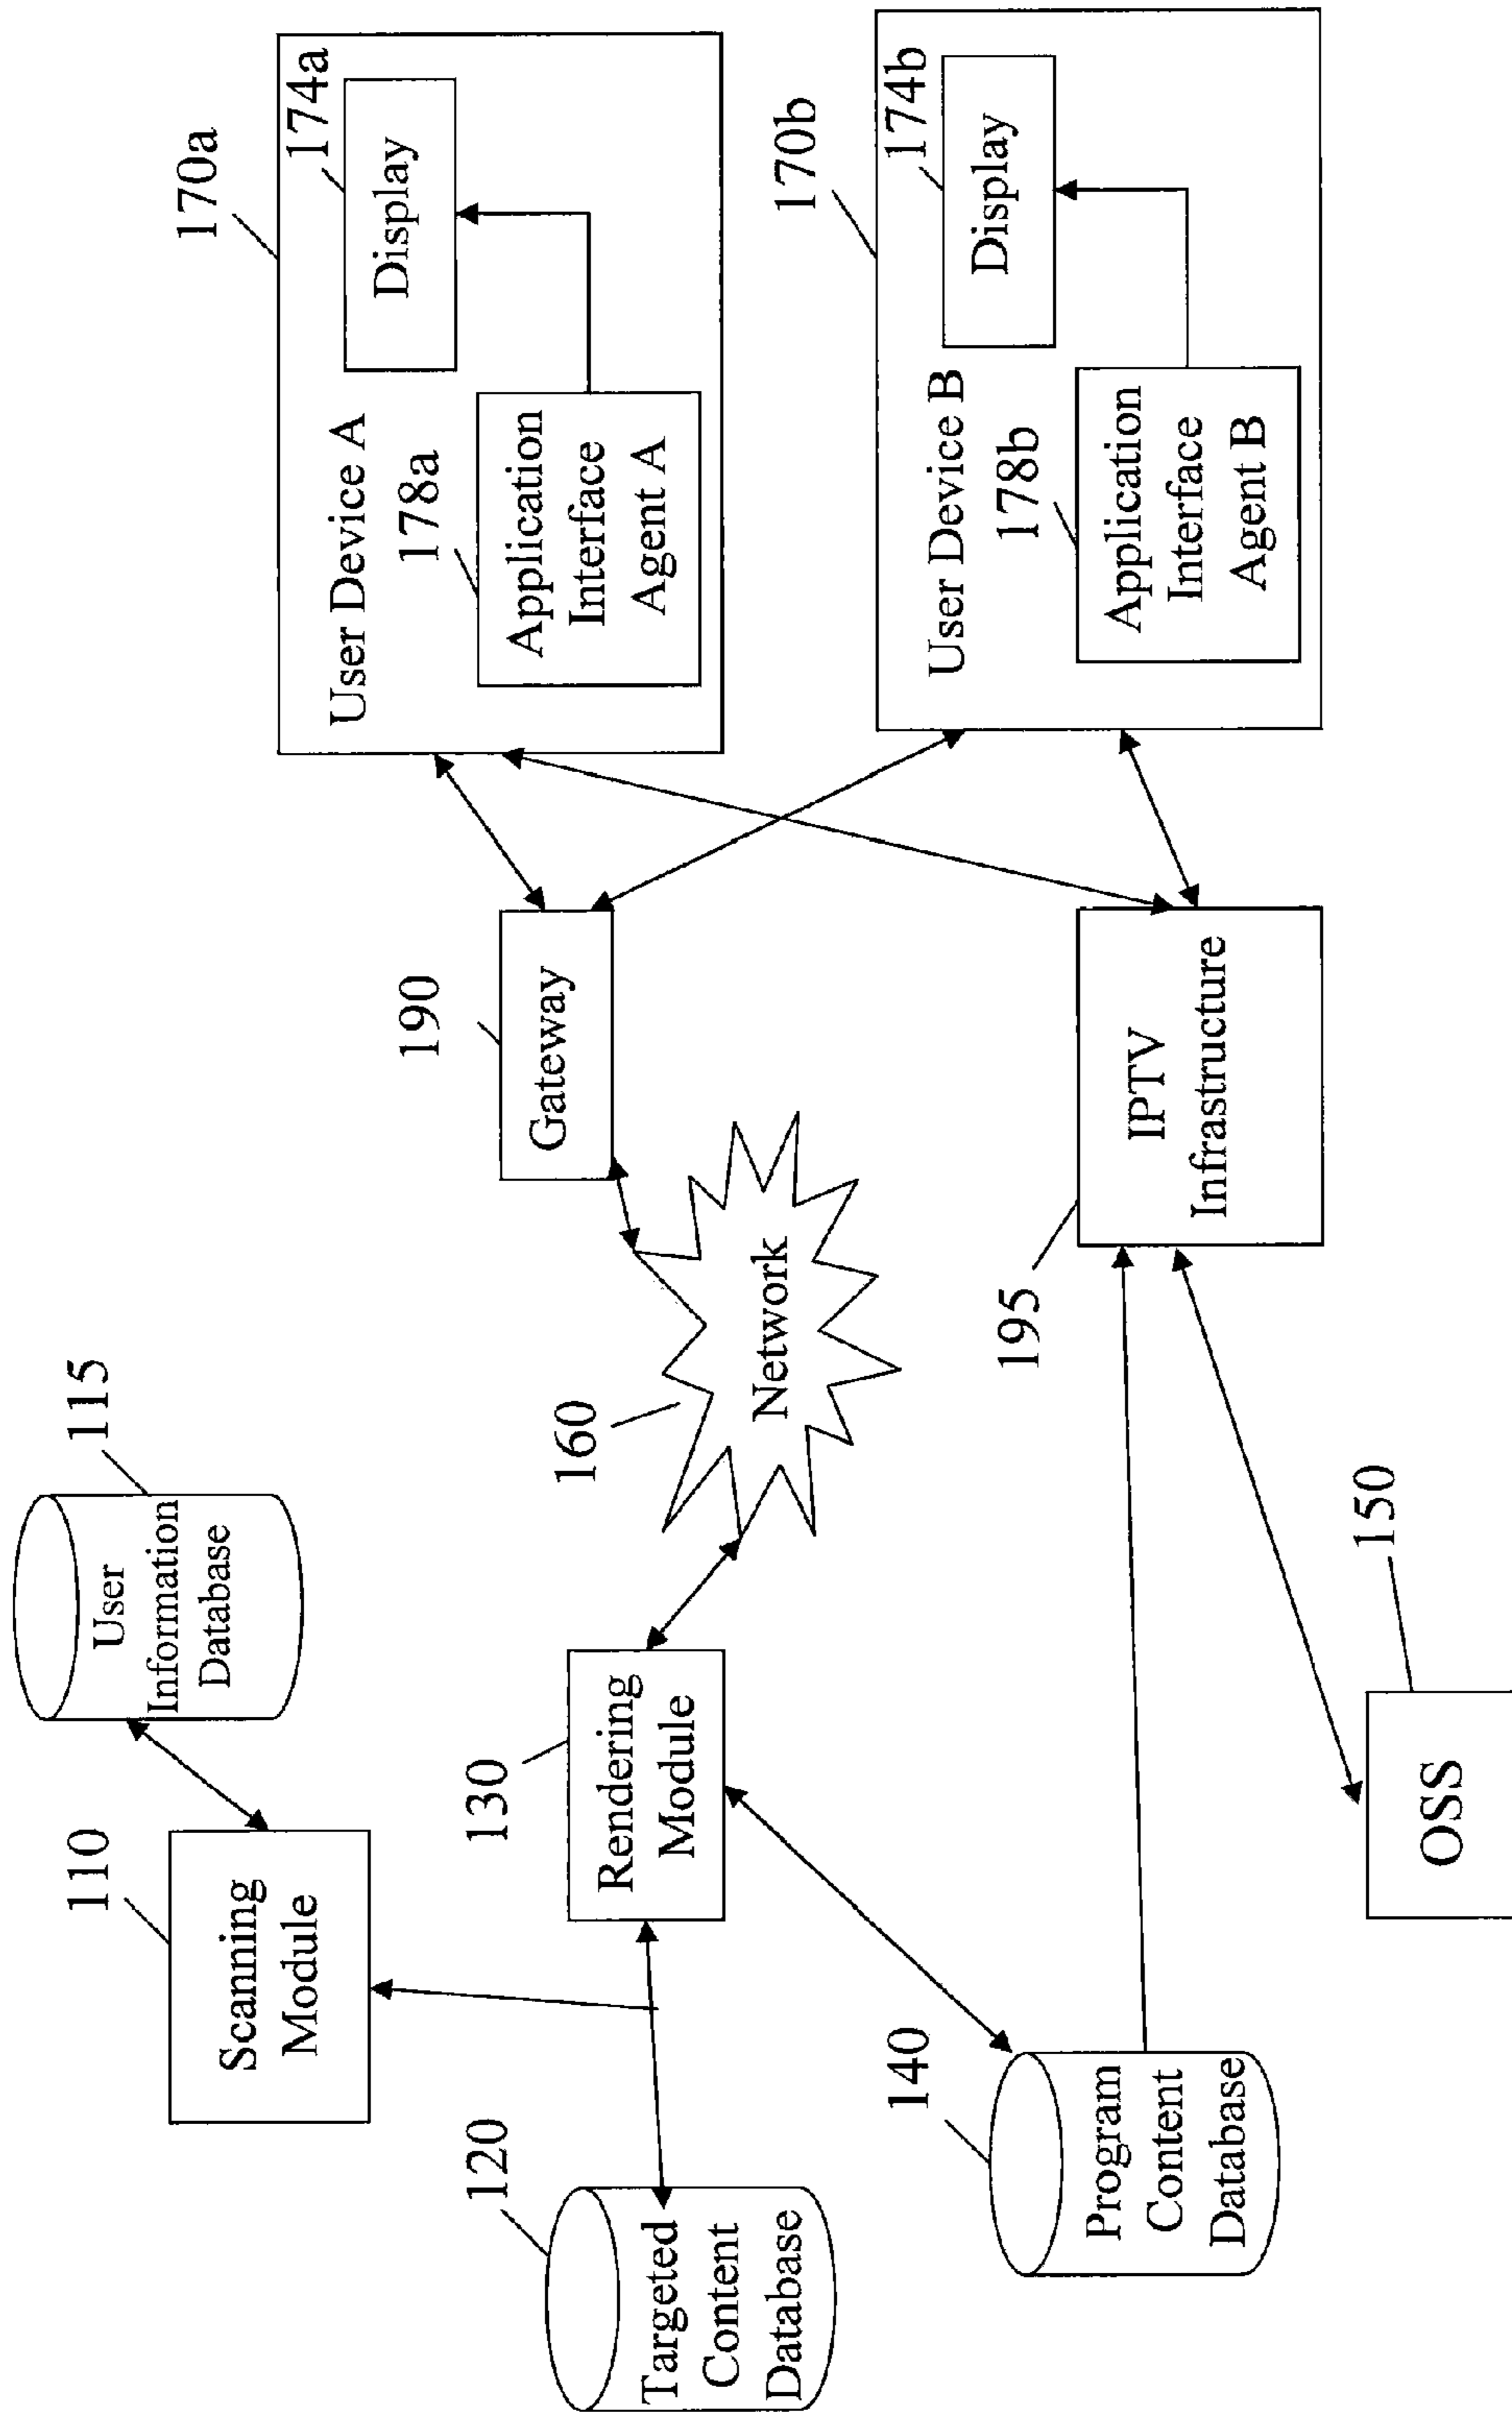 110
Scanning
Module
115
User
Information
Database
120
Targeted
Content
Database
130
Rendering
Module
140
Program
Content
Database
150
OSS
160
Network
190
Gateway
195
IPTV
Infrastructure
170a
User Device A
174a
Display
178a
Application
Interface
Agent A
170b
User Device B
174b
Display
178b
Application
Interface
Agent B